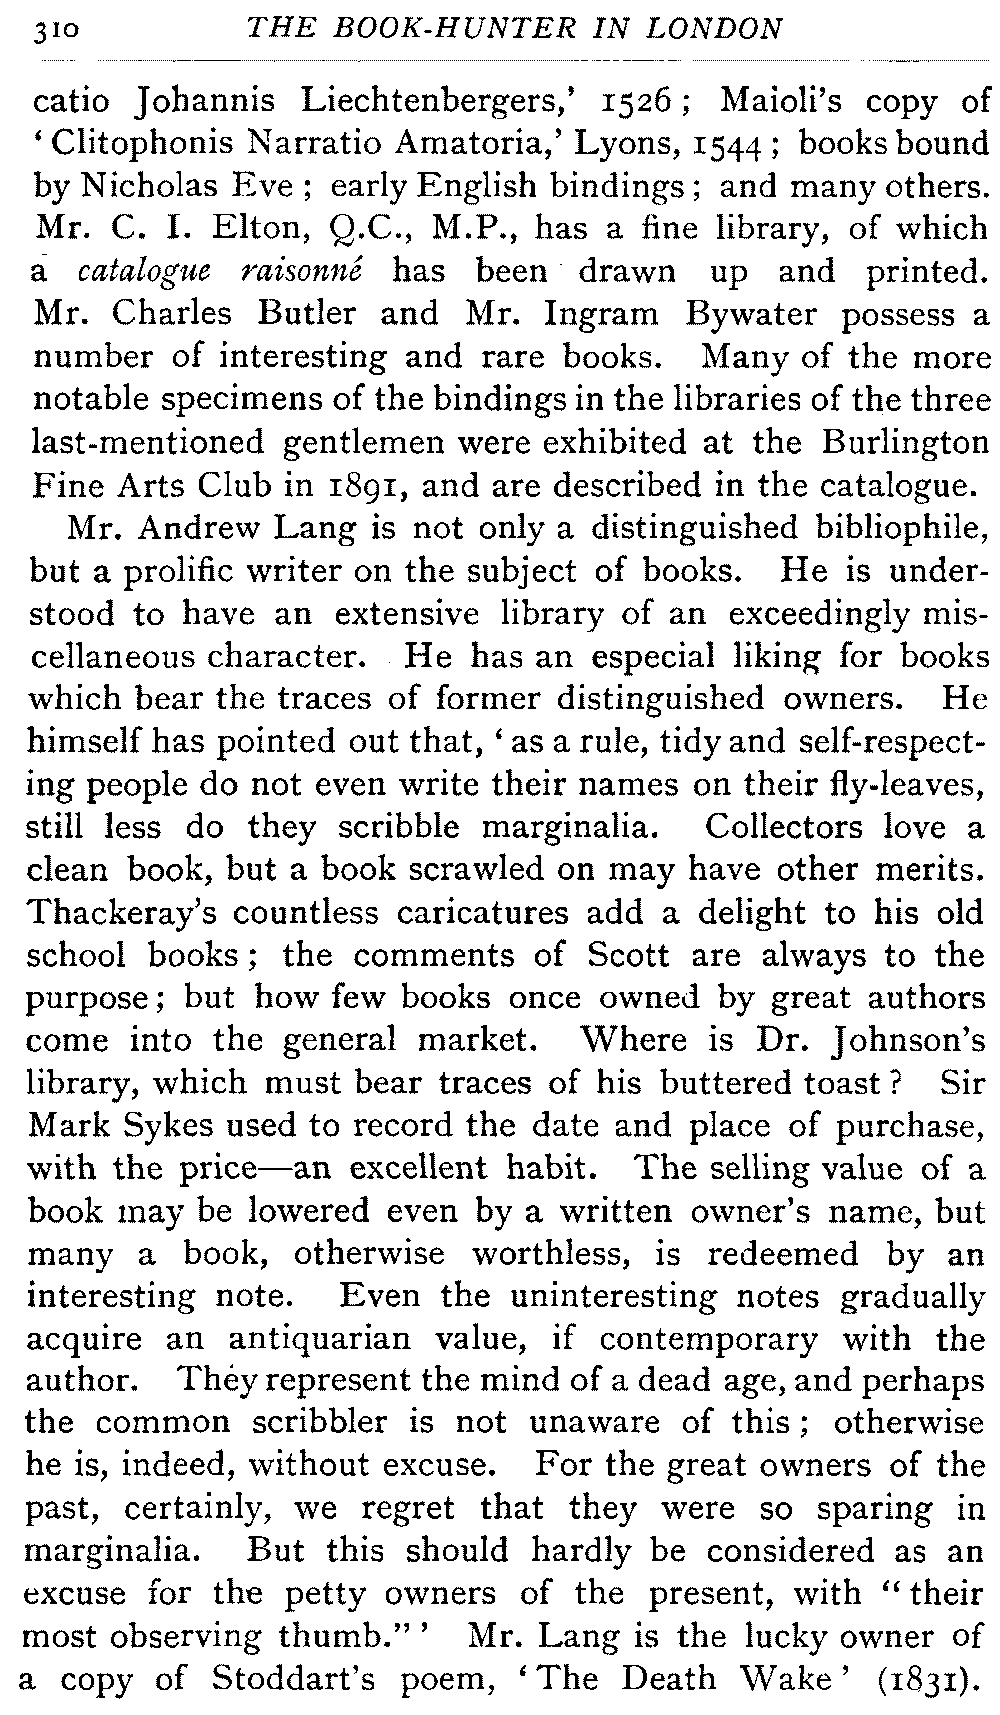 310 THE BOOK-HUNTER IN LONDON
catio Johannis Liechtenbergers,' 1526 ; Maioli's copy of
' Clitophonis Narratio Amatoria,' Lyons, 1544 ; books bound
by Nicholas Eve ; early English bindings ; and many others.
Mr. C. I. Elton, Q.C., M.P., has a fine library, of which
a catalogue raisonné has been drawn up and printed.
Mr. Charles Butler and Mr. Ingram Bywater possess a
number of interesting and rare books. Many of the more
notable specimens of the bindings in the libraries of the three
last-mentioned gentlemen were exhibited at the Burlington
Fine Arts Club in 1891, and are described in the catalogue.
Mr. Andrew Lang is not only a distinguished bibliophile,
but a prolific writer on the subject of books. He is under-
stood to have an extensive library of an exceedingly mis-
cellaneous character. He has an especial liking for books
which bear the traces of former distinguished owners. He
himself has pointed out that, ' as a rule, tidy and self-respect-
ing people do not even write their names on their fly-leaves,
still less do they scribble marginalia. Collectors love a
clean book, but a book scrawled on may have other merits.
Thackeray's countless caricatures add a delight to his old
school books ; the comments of Scott are always to the
purpose ; but how few books once owned by great authors
come into the general market. Where is Dr. Johnson's
library, which must bear traces of his buttered toast ? Sir
Mark Sykes used to record the date and place of purchase,
with the price—an excellent habit. The selling value of a
book may be lowered even by a written owner's name, but
many a book, otherwise worthless, is redeemed by an
interesting note. Even the uninteresting notes gradually
acquire an antiquarian value, if contemporary with the
author. They represent the mind of a dead age, and perhaps
the common scribbler is not unaware of this ; otherwise
he is, indeed, without excuse. For the great owners of the
past, certainly, we regret that they were so sparing in
marginalia. But this should hardly be considered as an
excuse for the petty owners of the present, with " their
most observing thumb." ' Mr. Lang is the lucky owner of
a copy of Stoddart's poem, ' The Death Wake ' (1831).